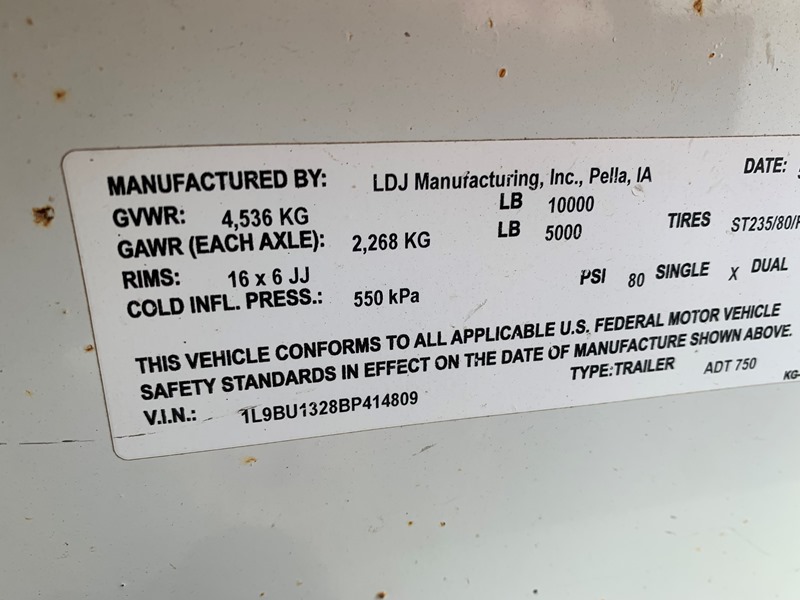 MANUFACTURED BY: LDJ Manufacturing, Inc., Pella, IA DATE:
GVWR: 4,536 KG LB 10000
GAWR (EACH AXLE): 2,268 KG LB 5000 TIRES ST235/80/
RIMS: 16 x 6 JJ
COLD INFL. PRESS.: 550 kPa PSI 80 SINGLE X DUAL
THIS VEHICLE CONFORMS TO ALL APPLICABLE U.S. FEDERAL MOTOR VEHICLE
SAFETY STANDARDS IN EFFECT ON THE DATE OF MANUFACTURE SHOWN ABOVE.
V.I.N.: 1L9BU1328BP414809 TYPE:TRAILER ADT 750 KG-